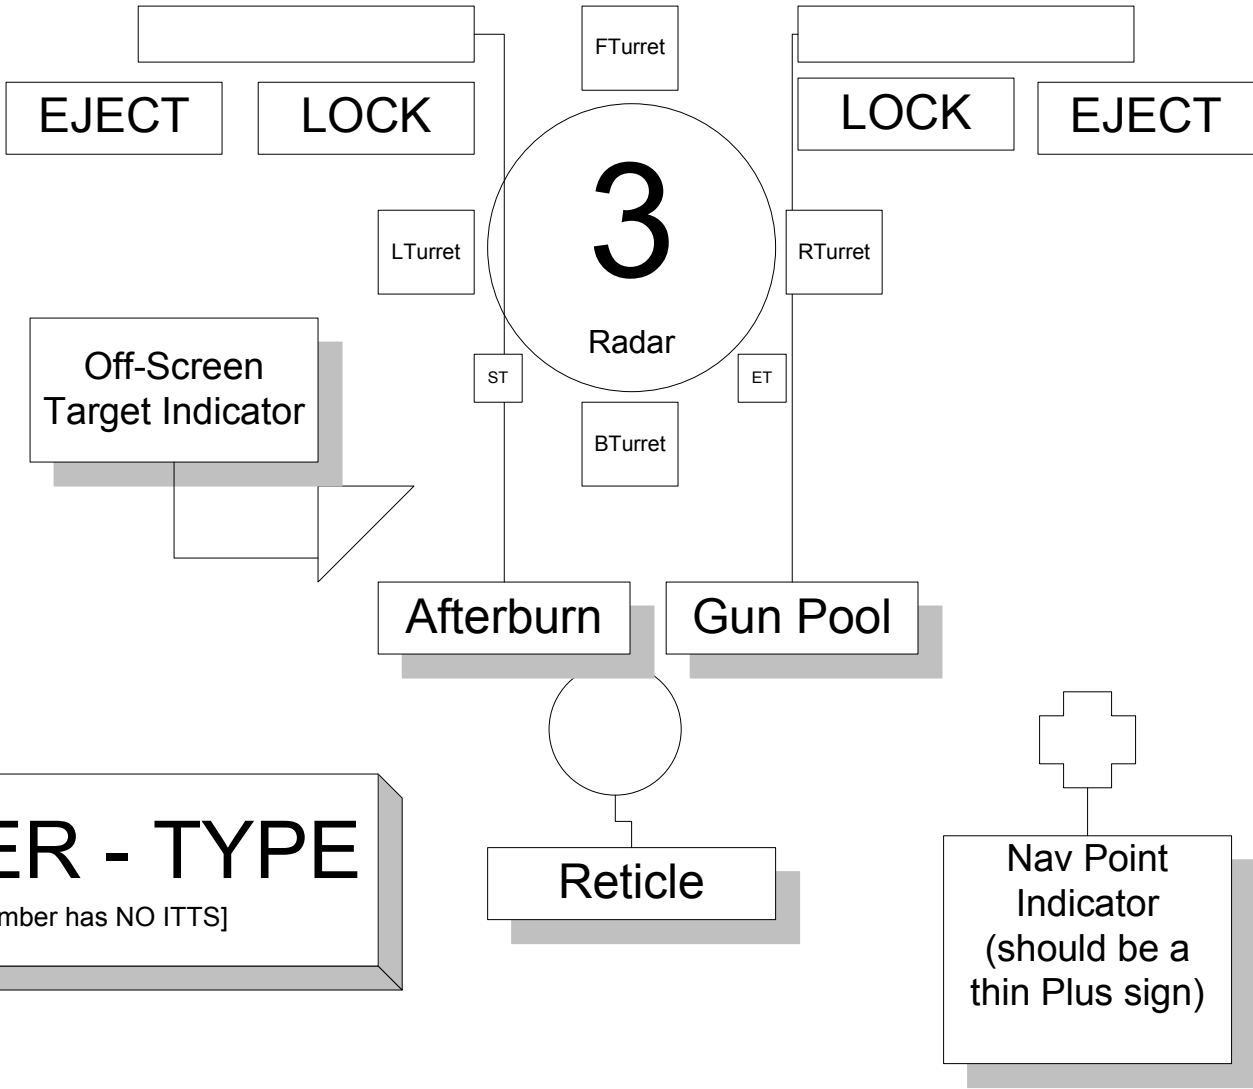 FTurret
EJECT
LOCK
LOCK
EJECT
3
LTurret
RTurret
Radar
Off-Screen
Target Indicator
ST
ET
BTurret
Afterburn
Gun Pool
ER - TYPE
mber has NO ITTS]
Reticle
Nav Point
Indicator
(should be a
thin Plus sign)